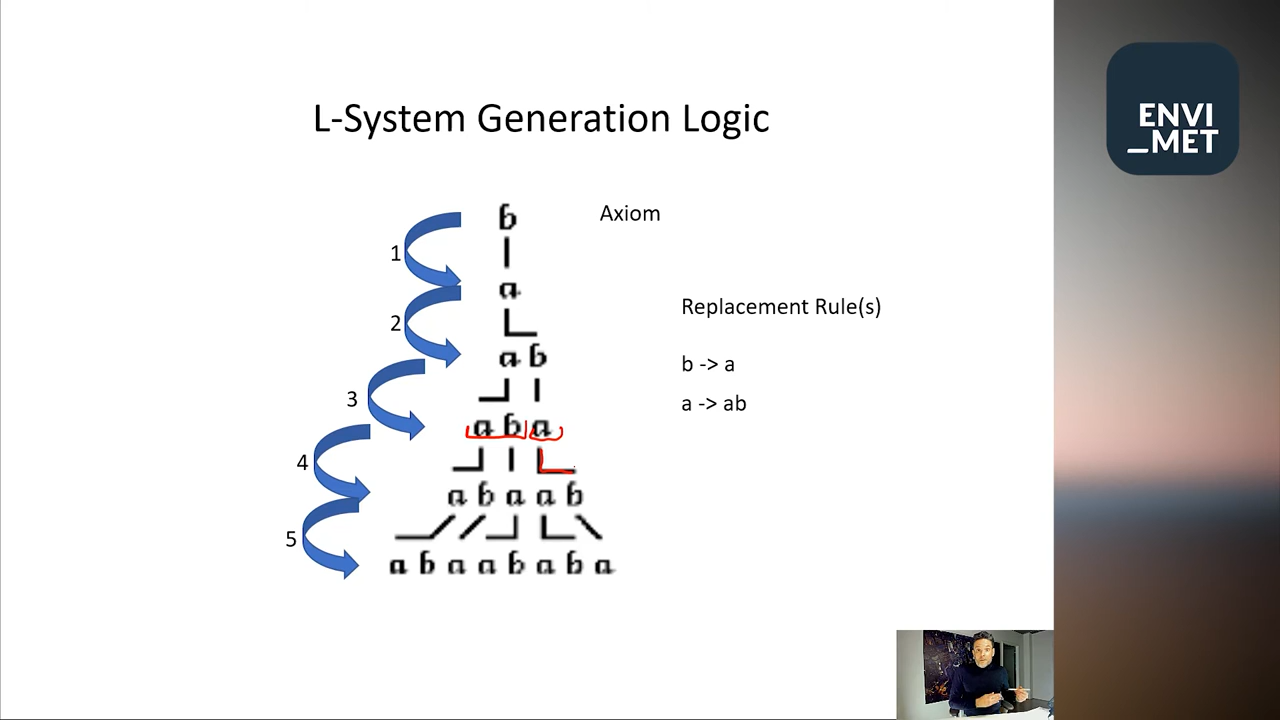 L-System Generation Logic
ENVI
_MET
b
Axiom
1
a
Replacement Rule(s)
2
a b
b -> a
3
a -> ab
a b a
4
a b a a b
5
a b a a b a b a